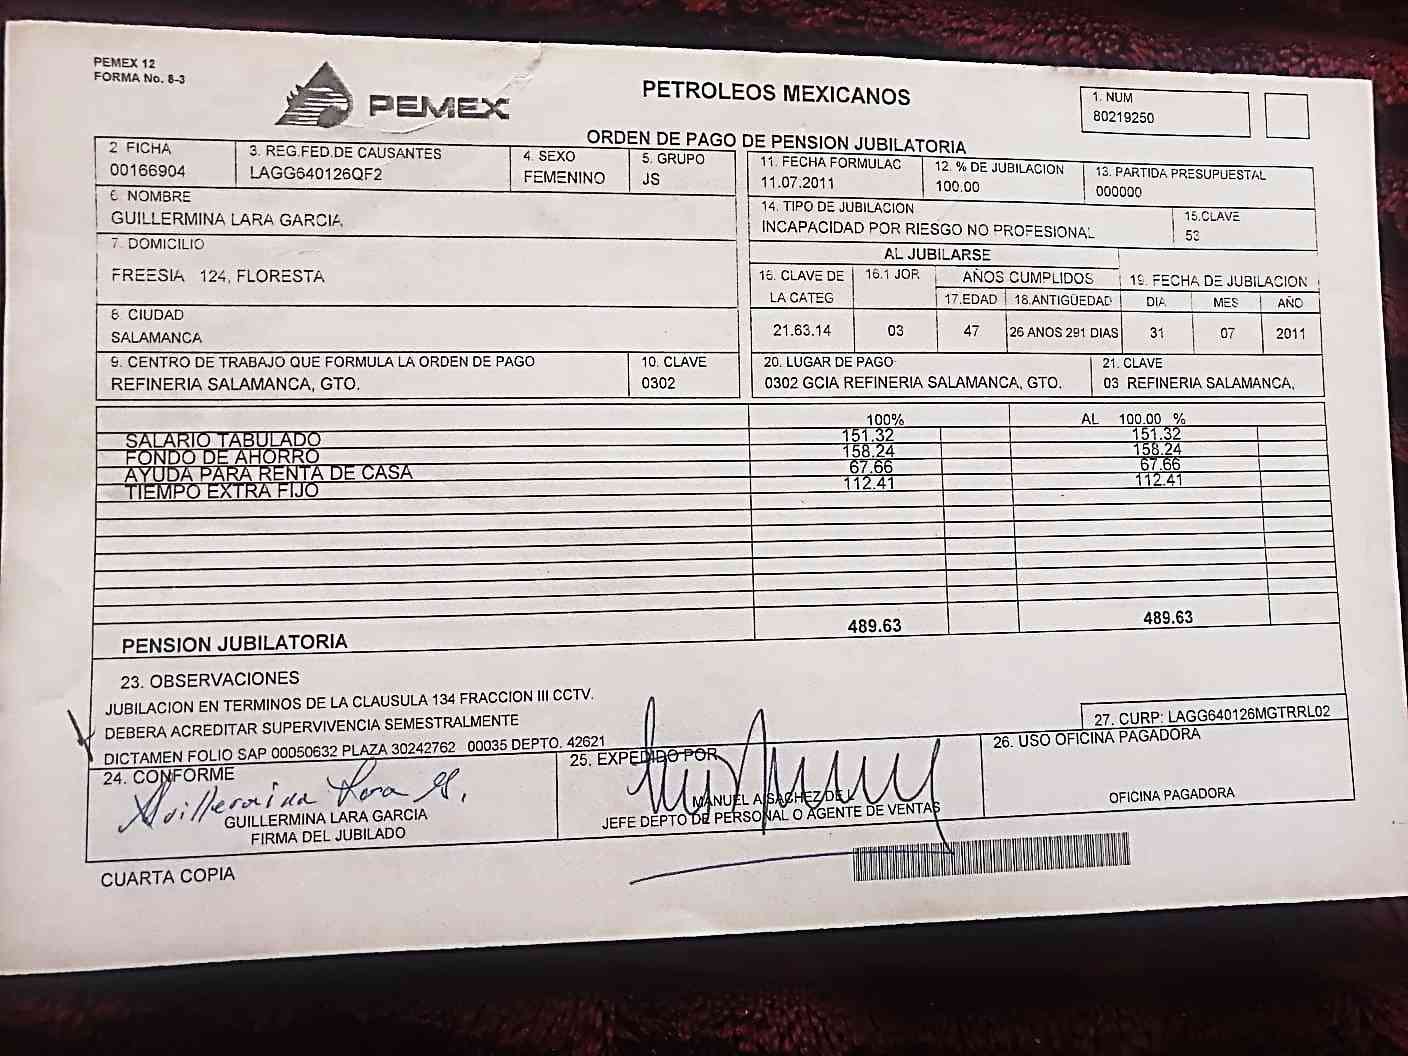 PEMEX 12
FORMA No. 8-3
PEMEX
PETROLEOS MEXICANOS
1. NUM
80219250
ORDEN DE PAGO DE PENSION JUBILATORIA
2 FICHA
00166904
3. REG.FED.DE CAUSANTES
LAGG640126QF2
4. SEXO
FEMENINO
5. GRUPO
JS
11. FECHA FORMULAC
11.07.2011
12. % DE JUBILACION
100.00
13. PARTIDA PRESUPUESTAL
000000
6. NOMBRE
GUILLERMINA LARA GARCIA
14. TIPO DE JUBILACION
INCAPACIDAD POR RIESGO NO PROFESIONAL
15.CLAVE
53
7. DOMICILIO
FREESIA 124, FLORESTA
AL JUBILARSE
16. CLAVE DE
LA CATEG
16.1 JOR.
AÑOS CUMPLIDOS
17.EDAD
18.ANTIGÜEDAD
19. FECHA DE JUBILACION
DIA
MES
AÑO
8. CIUDAD
SALAMANCA
21.63.14
03
47
26 ANOS 291 DIAS
31
07
2011
9. CENTRO DE TRABAJO QUE FORMULA LA ORDEN DE PAGO
REFINERIA SALAMANCA, GTO.
10. CLAVE
0302
20. LUGAR DE PAGO
0302 GCIA REFINERIA SALAMANCA, GTO.
21. CLAVE
03 REFINERIA SALAMANCA,
100%
AL 100.00 %
SALARIO TABULADO 151.32 151.32
FONDO DE AHORRO 158.24 158.24
AYUDA PARA RENTA DE CASA 67.66 67.66
TIEMPO EXTRA FIJO 112.41 112.41
PENSION JUBILATORIA 489.63 489.63
23. OBSERVACIONES
JUBILACION EN TERMINOS DE LA CLAUSULA 134 FRACCION III CCTV.
DEBERA ACREDITAR SUPERVIVENCIA SEMESTRALMENTE
DICTAMEN FOLIO SAP 00050632 PLAZA 30242762 00035 DEPTO. 42621
27. CURP: LAGG640126MGTRRL02
24. CONFORME
Guillermina Lara G.
GUILLERMINA LARA GARCIA
FIRMA DEL JUBILADO
25. EXPEDIDO POR
MANUEL A SACHEZ DE L
JEFE DEPTO DE PERSONAL O AGENTE DE VENTAS
26. USO OFICINA PAGADORA
OFICINA PAGADORA
CUARTA COPIA